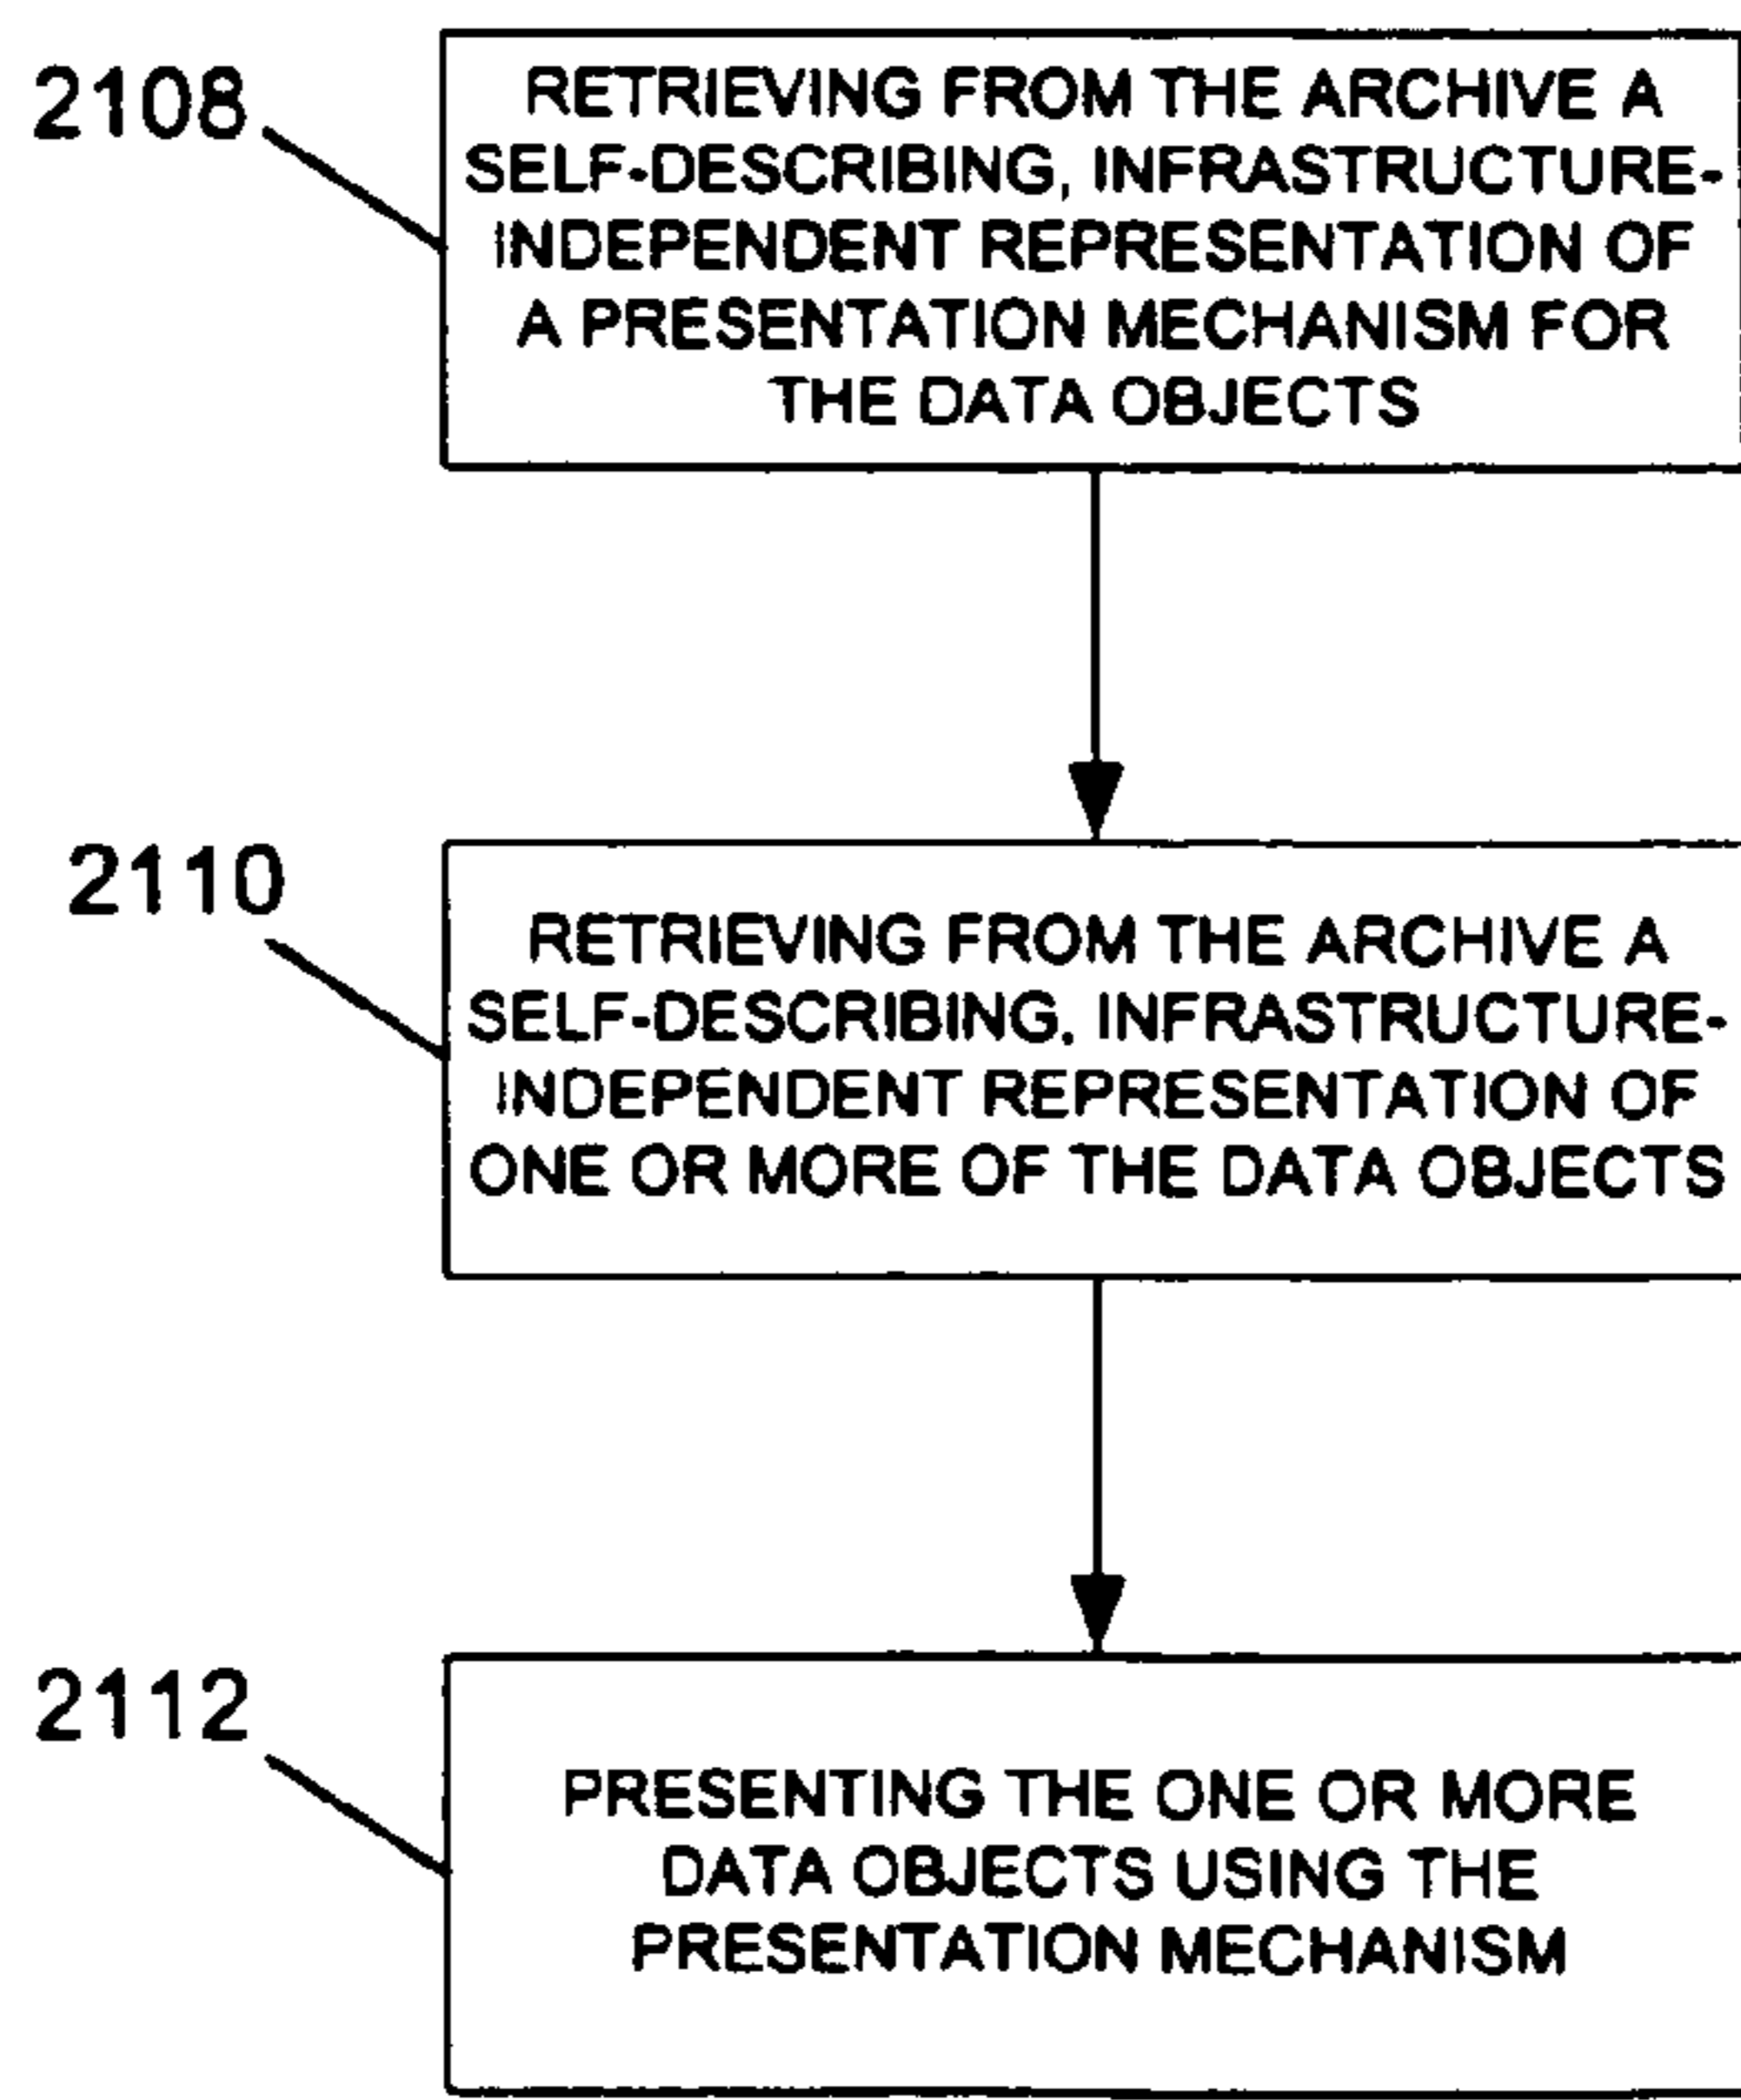 2108
RETRIEVING FROM THE ARCHIVE A
SELF-DESCRIBING, INFRASTRUCTURE-
INDEPENDENT REPRESENTATION OF
A PRESENTATION MECHANISM FOR
THE DATA OBJECTS
2110
RETRIEVING FROM THE ARCHIVE A
SELF-DESCRIBING, INFRASTRUCTURE-
INDEPENDENT REPRESENTATION OF
ONE OR MORE OF THE DATA OBJECTS
2112
PRESENTING THE ONE OR MORE
DATA OBJECTS USING THE
PRESENTATION MECHANISM